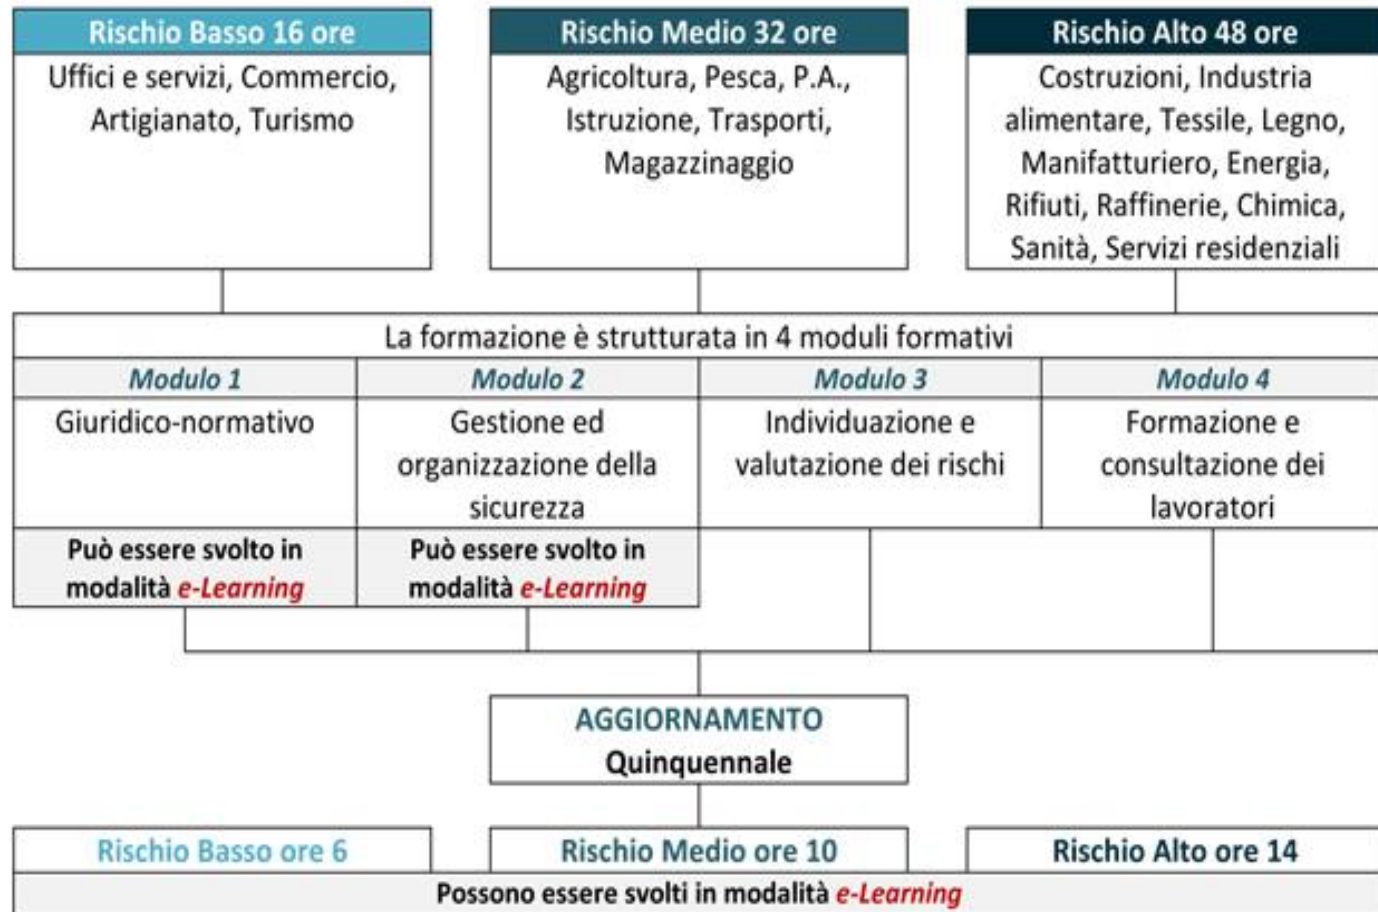 Rischio Basso 16 ore
Uffici e servizi, Commercio,
Artigianato, Turismo
Rischio Medio 32 ore
Agricoltura, Pesca, P.A.,
Istruzione, Trasporti,
Magazzinaggio
Rischio Alto 48 ore
Costruzioni, Industria
alimentare, Tessile, Legno,
Manifatturiero, Energia,
Rifiuti, Raffinerie, Chimica,
Sanità, Servizi residenziali
La formazione è strutturata in 4 moduli formativi
Modulo 1
Giuridico-normativo
Può essere svolto in
modalità e-Learning
Modulo 2
Gestione ed
organizzazione della
sicurezza
Può essere svolto in
modalità e-Learning
Modulo 3
Individuazione e
valutazione dei rischi
Modulo 4
Formazione e
consultazione dei
lavoratori
AGGIORNAMENTO
Quinquennale
Rischio Basso ore 6
Rischio Medio ore 10
Rischio Alto ore 14
Possono essere svolti in modalità e-Learning